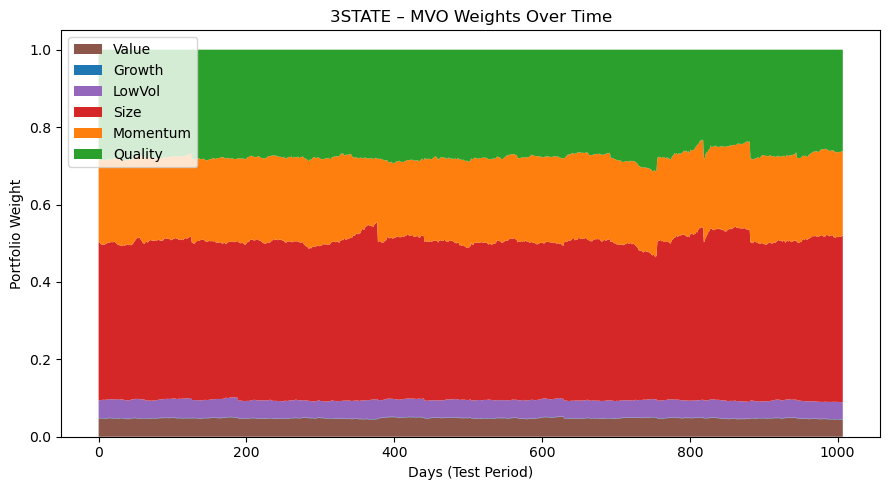 3STATE – MVO Weights Over Time
Value
Growth
LowVol
Size
Momentum
Quality
Portfolio Weight
1.0
0.8
0.6
0.4
0.2
0.0
0 200 400 600 800 1000
Days (Test Period)